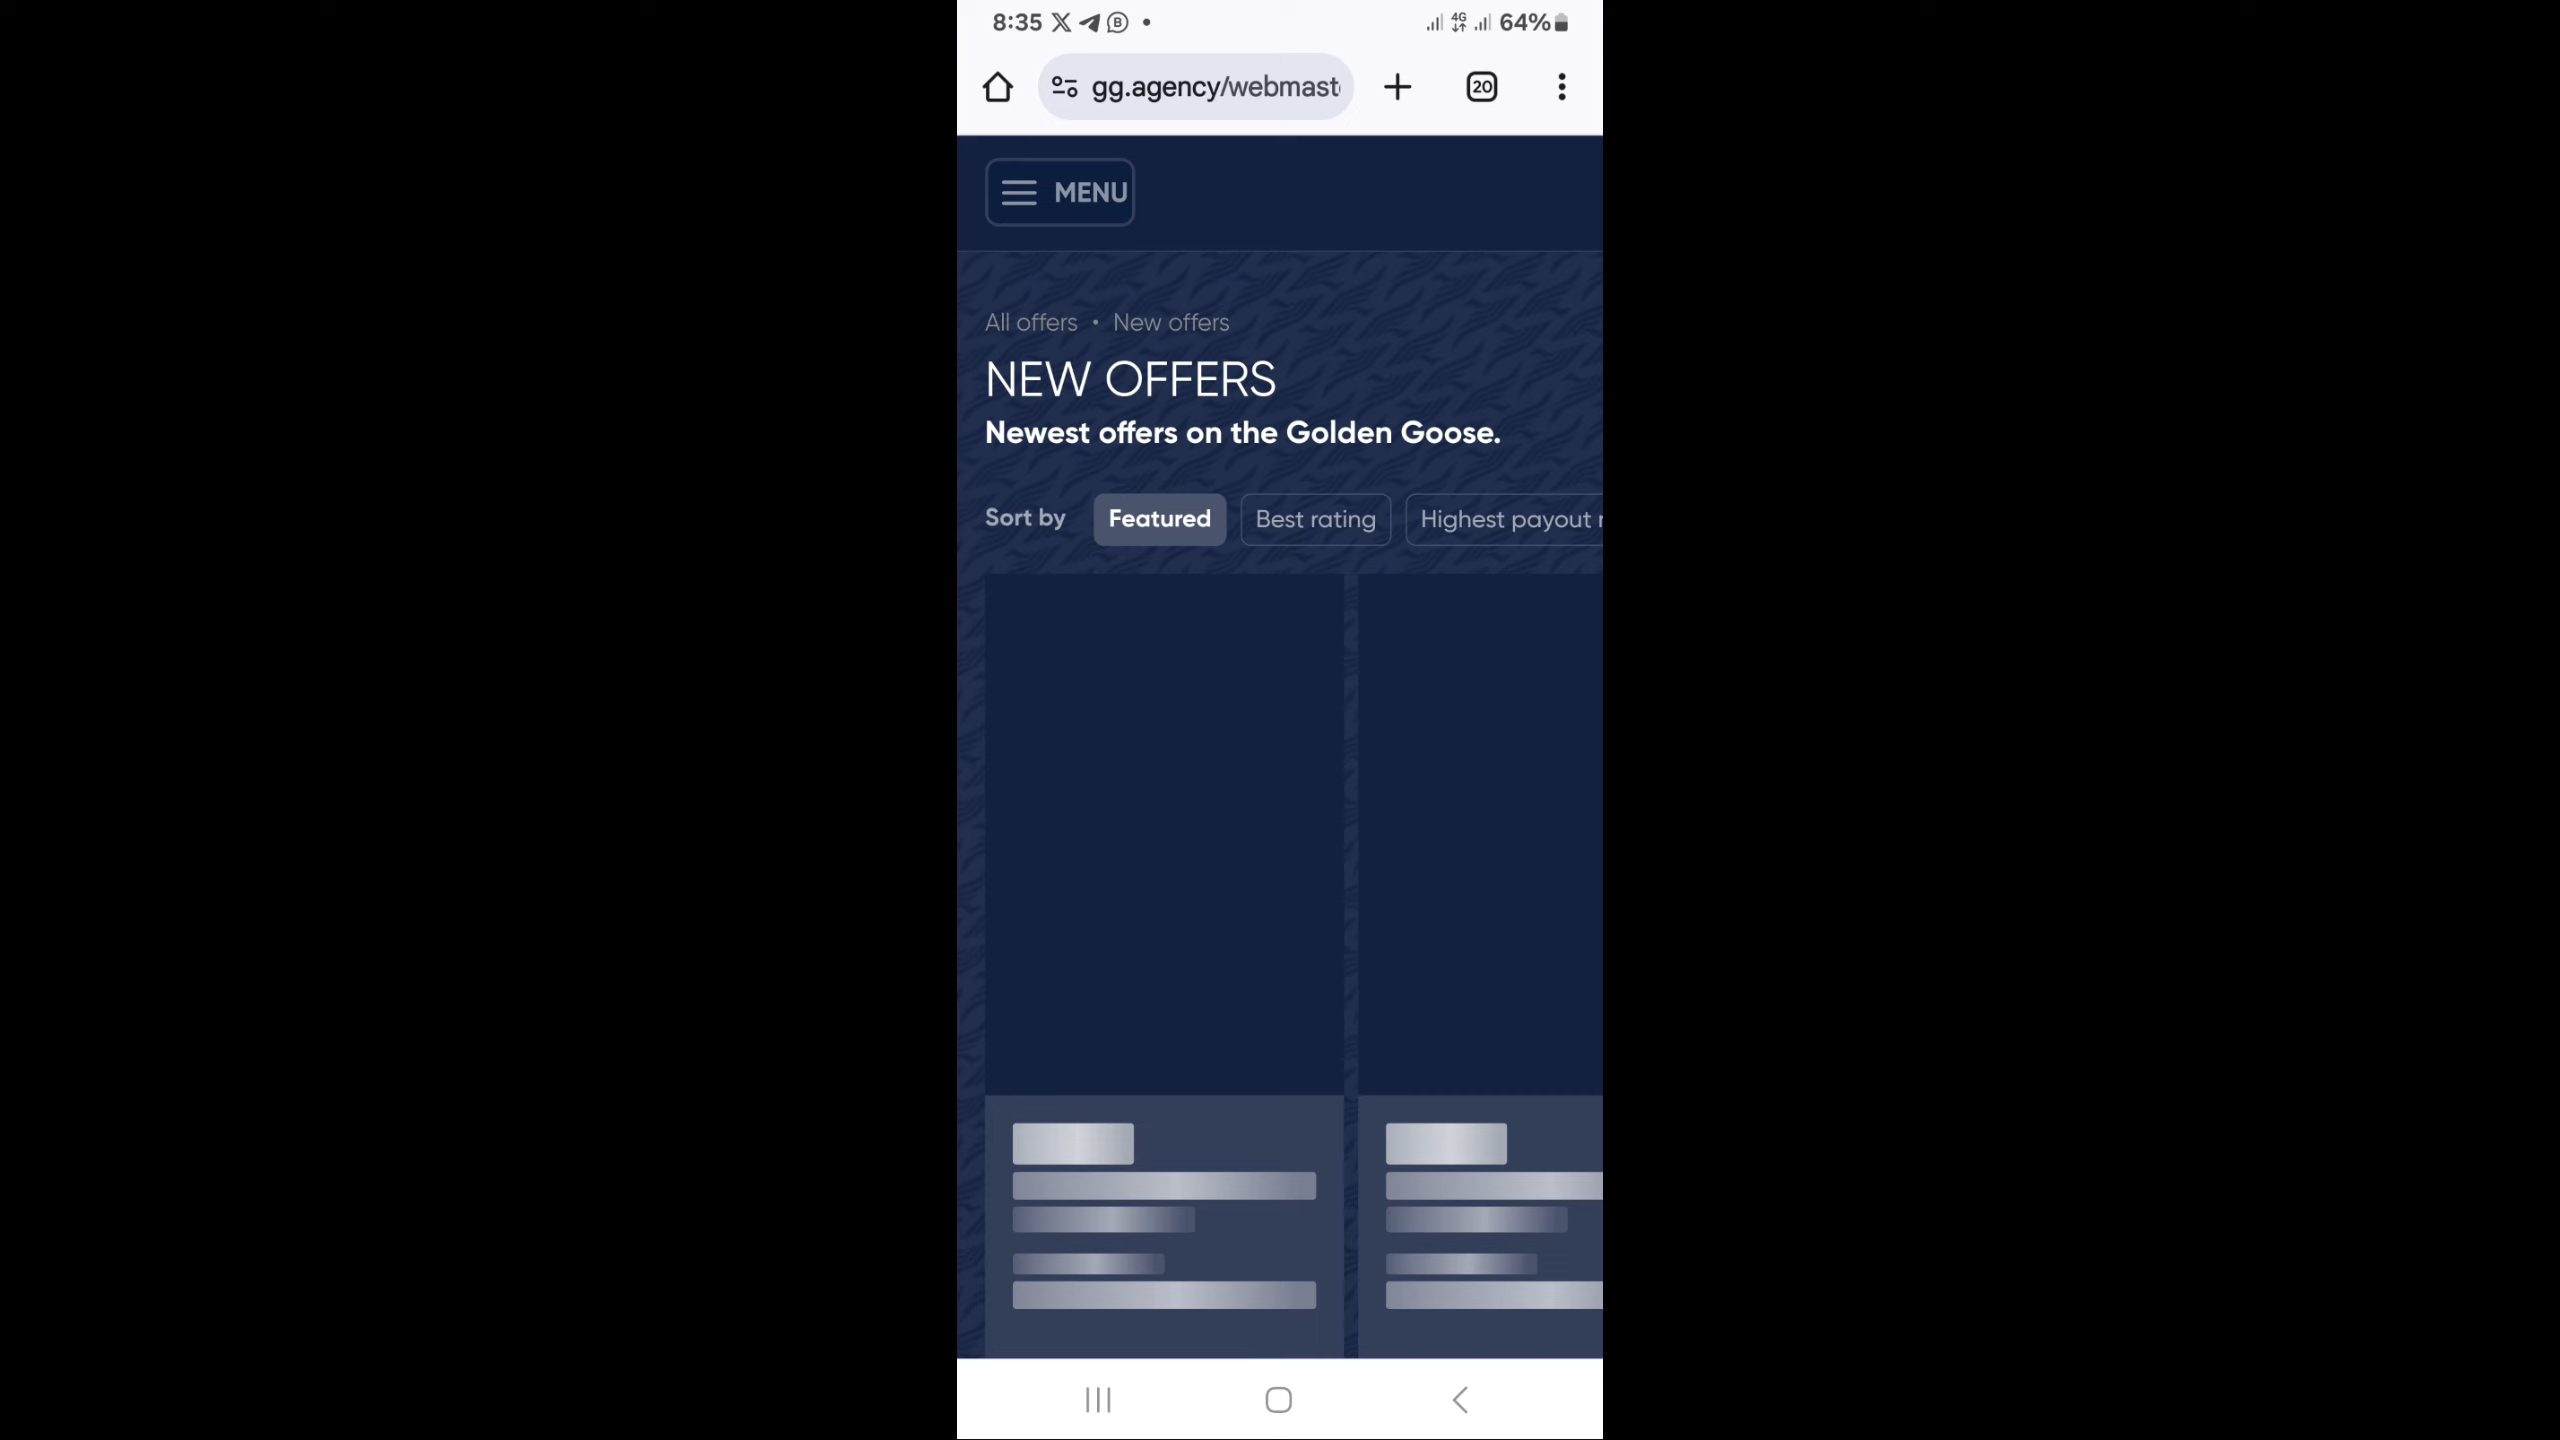 8:35
4G
64%
gg.agency/webmast
20
MENU
All offers • New offers
NEW OFFERS
Newest offers on the Golden Goose.
Sort by Featured Best rating Highest payout r